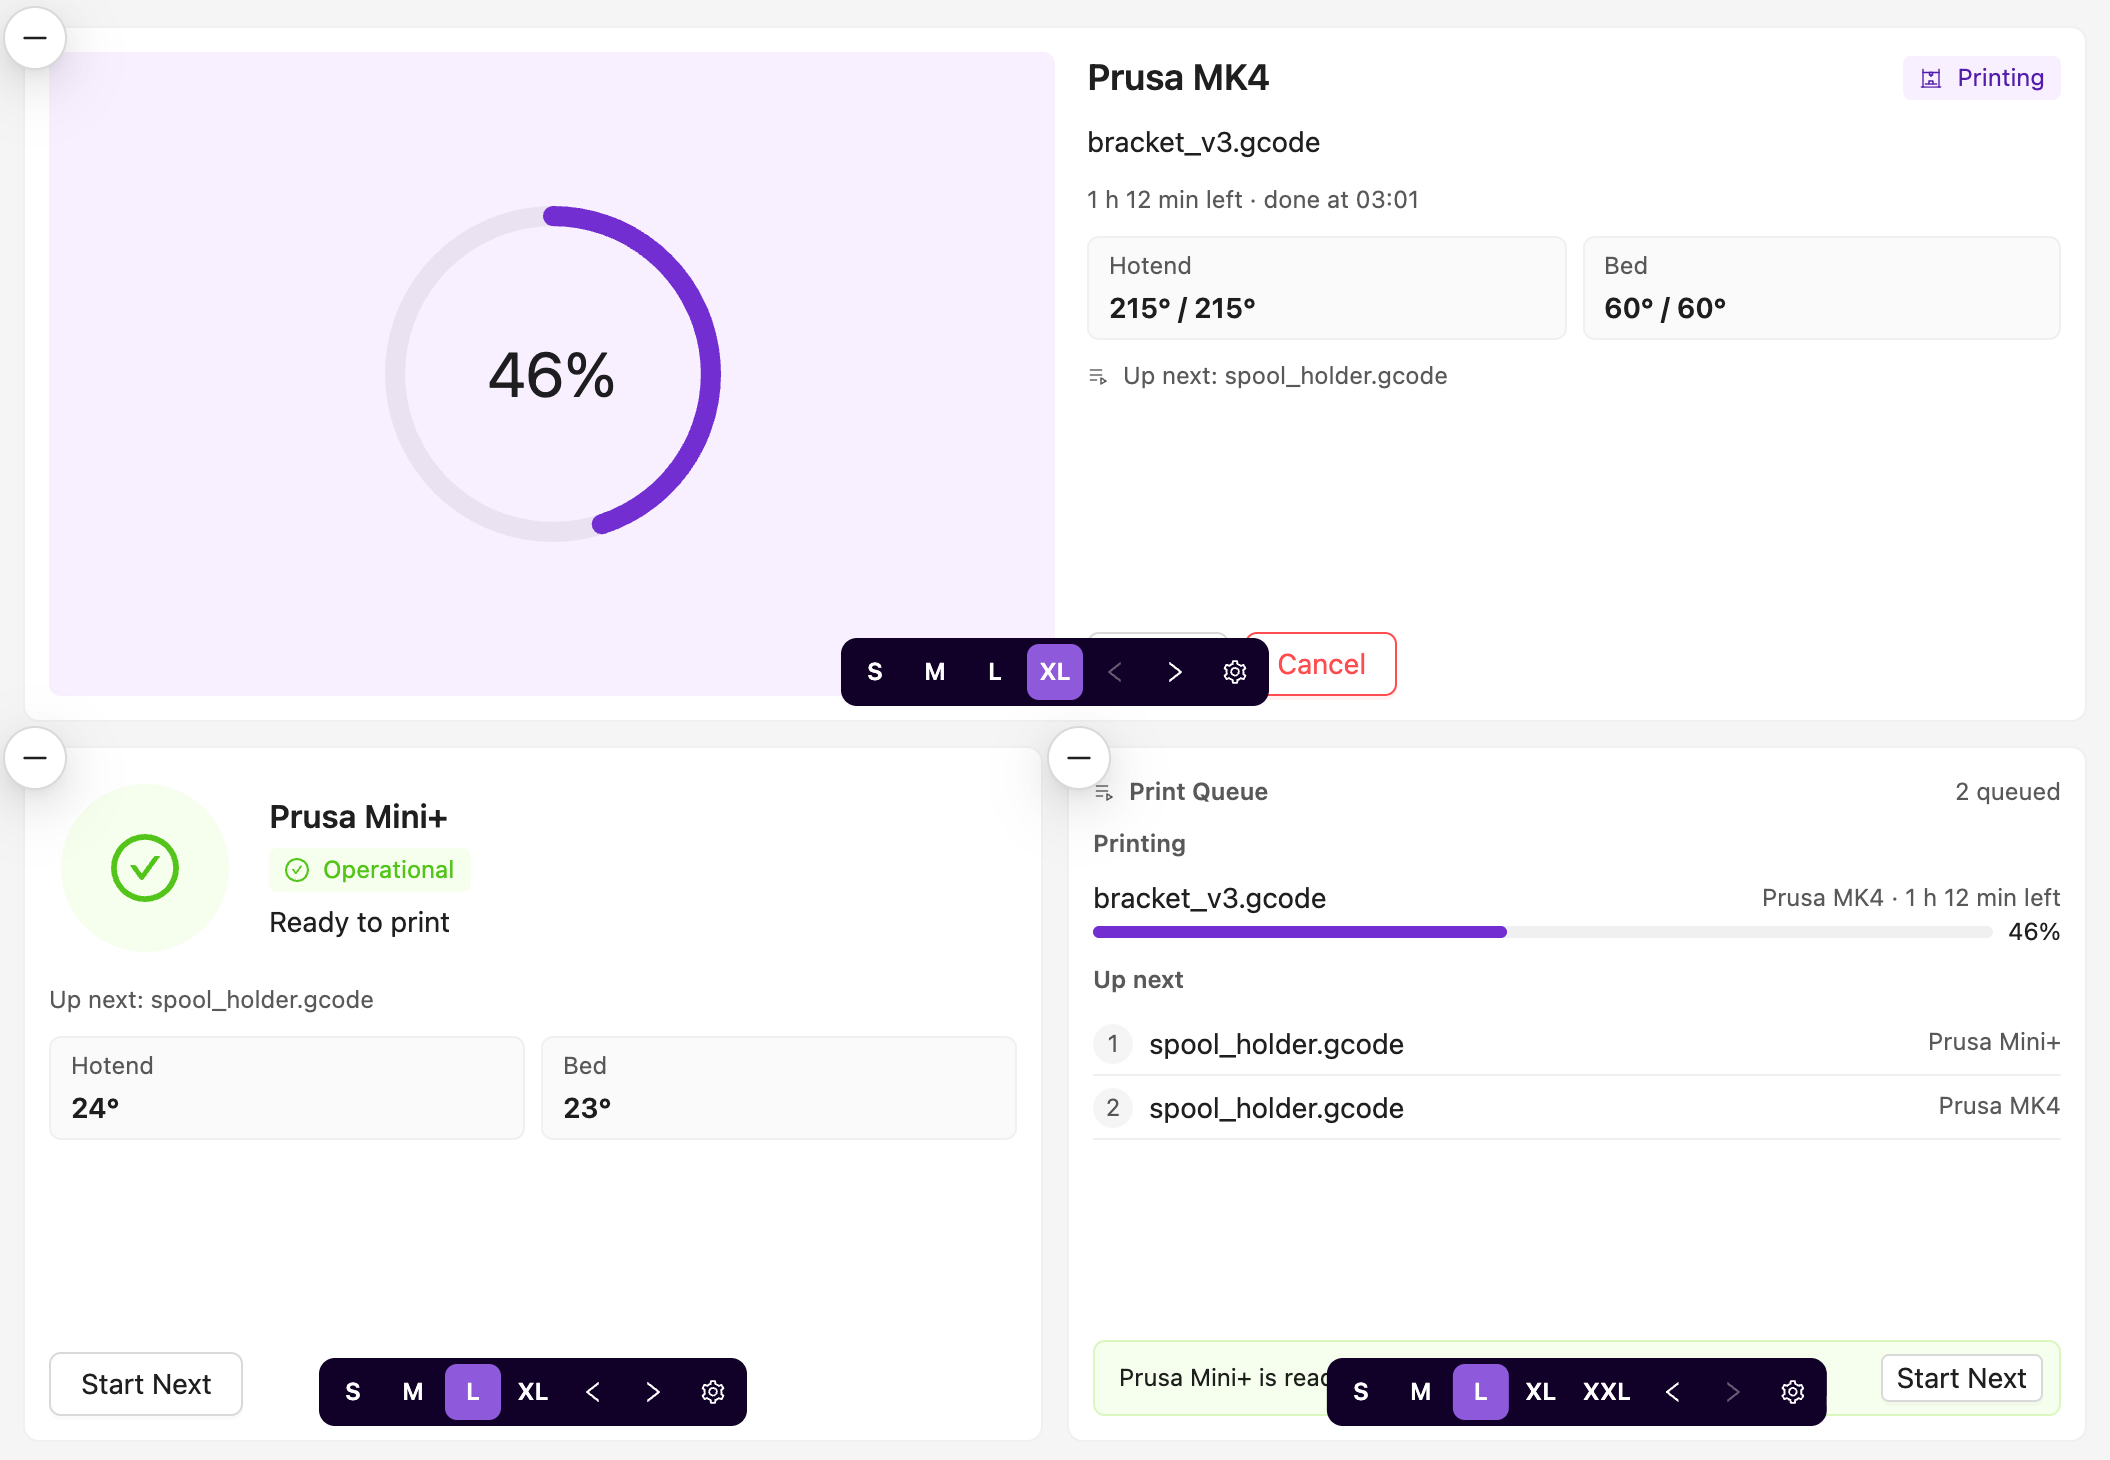 46%
Prusa MK4
Printing
bracket_v3.gcode
1 h 12 min left · done at 03:01
Hotend
215° / 215°
Bed
60° / 60°
Up next: spool_holder.gcode
Cancel
S M L XL
Prusa Mini+
Operational
Ready to print
Up next: spool_holder.gcode
Hotend
24°
Bed
23°
Start Next
S M L XL
Print Queue
2 queued
Printing
bracket_v3.gcode
Prusa MK4 · 1 h 12 min left
46%
Up next
1 spool_holder.gcode
Prusa Mini+
2 spool_holder.gcode
Prusa MK4
Prusa Mini+ is
Start Next
S M L XL XXL